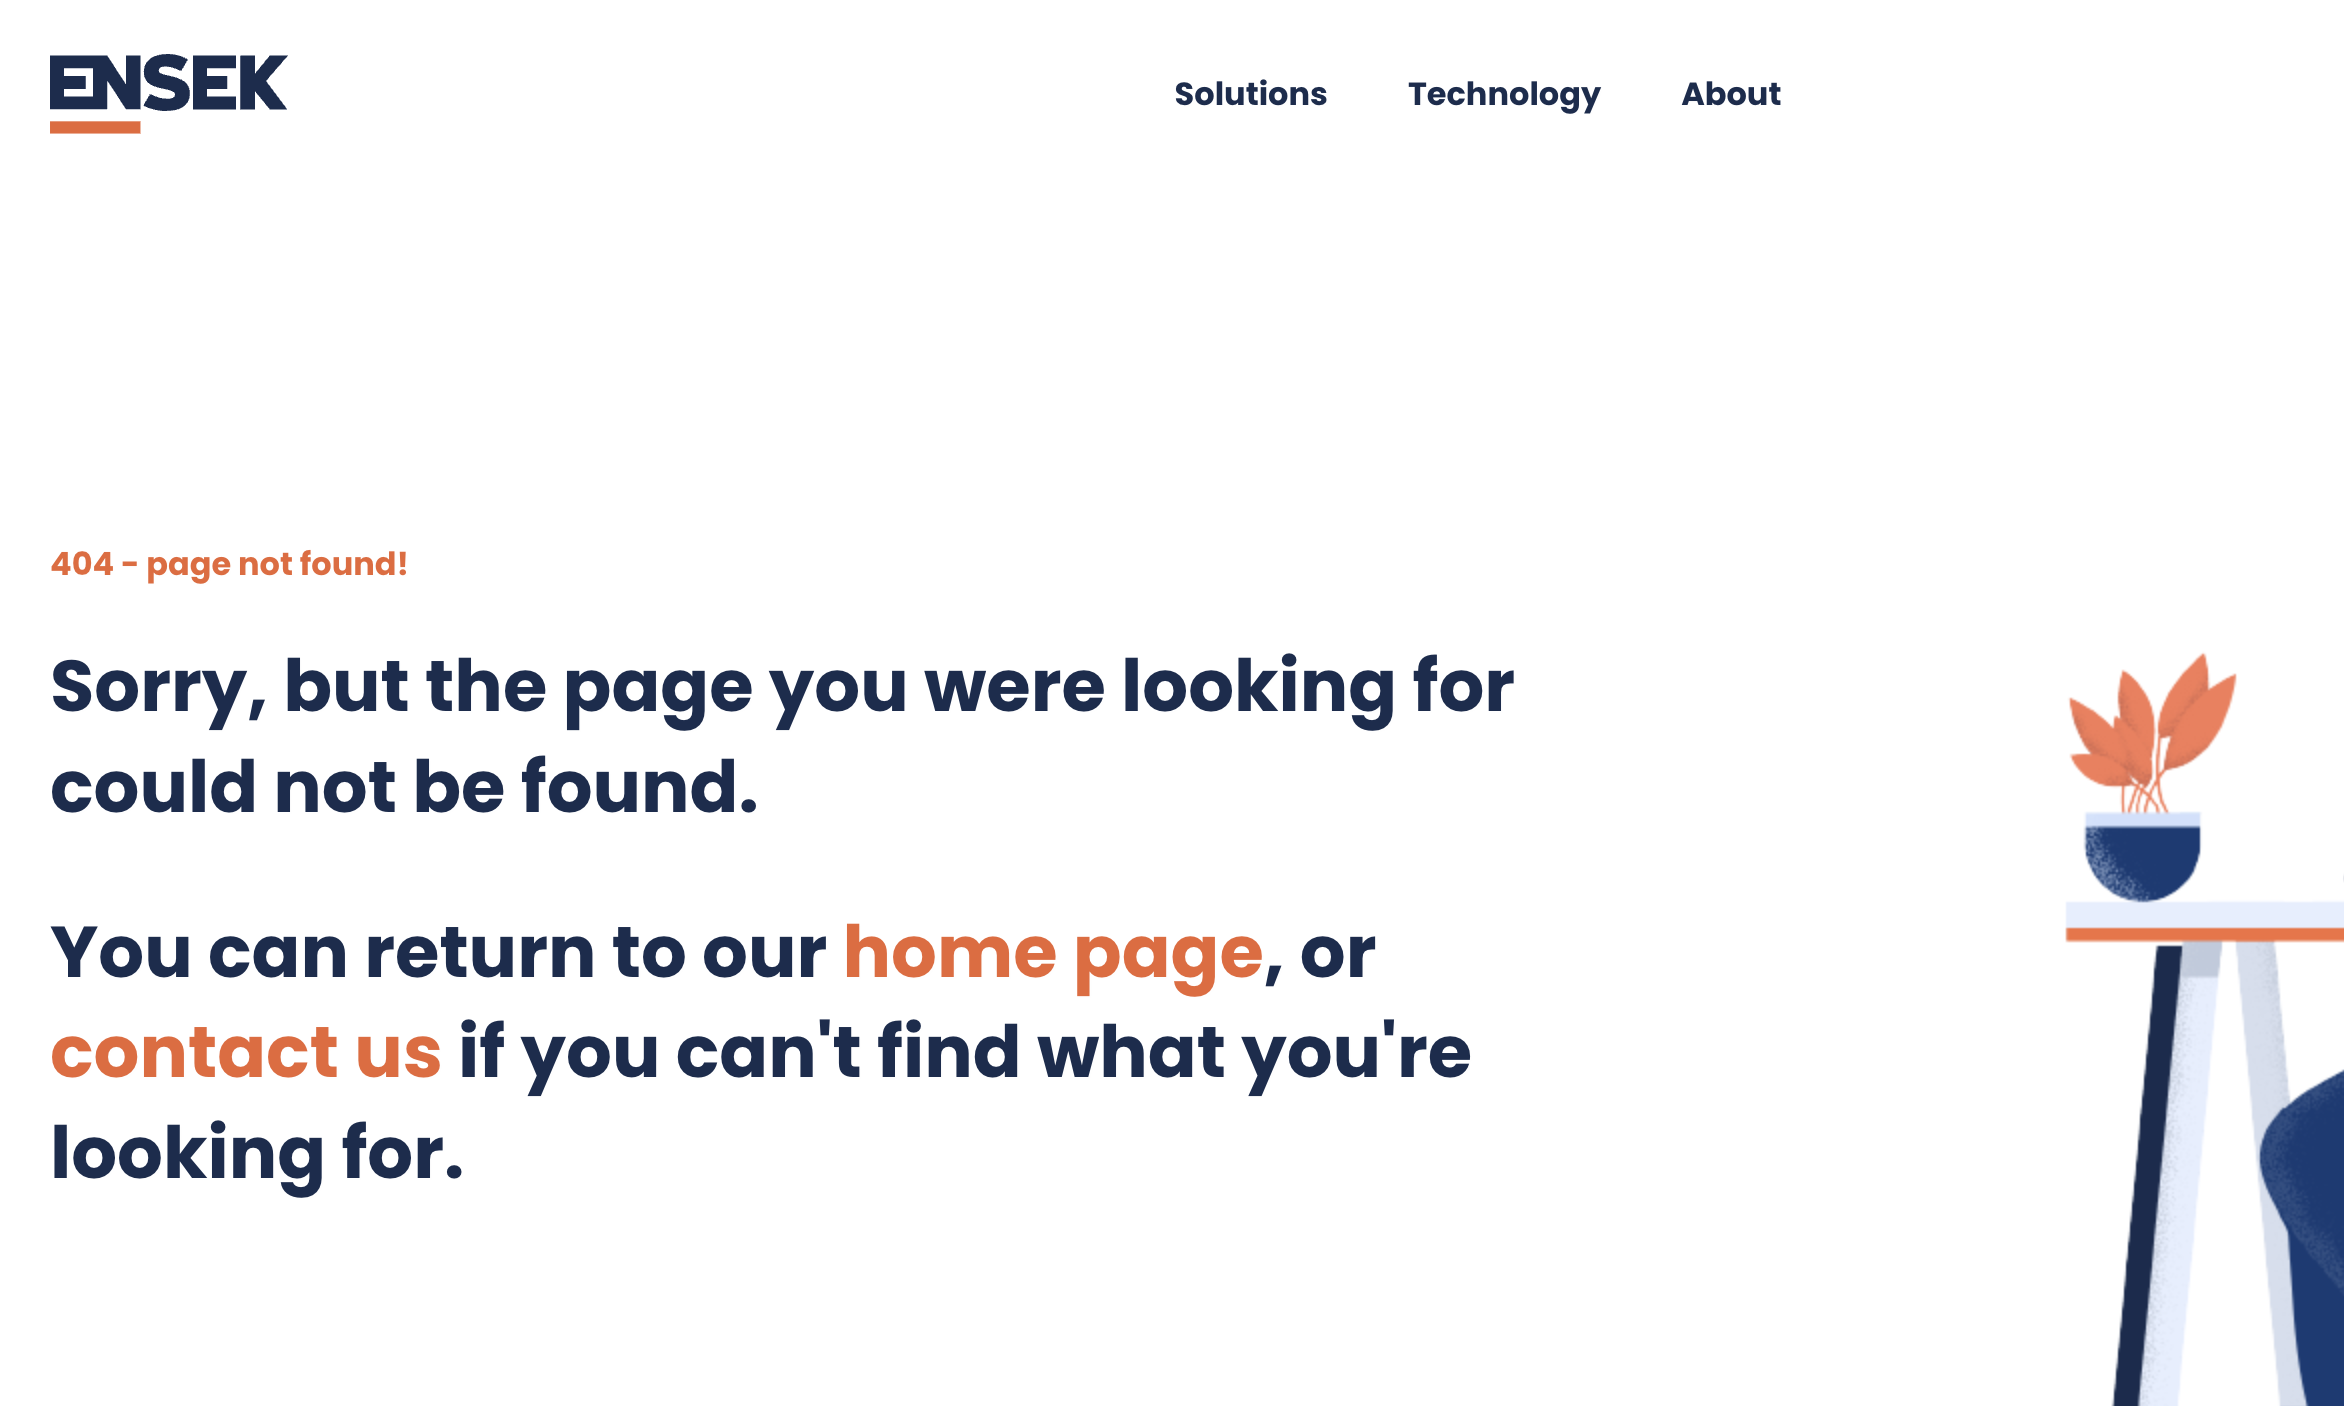 ENSEK
Solutions
Technology
About
404 - page not found!
Sorry, but the page you were looking for
could not be found.
You can return to our home page, or
contact us if you can't find what you're
looking for.